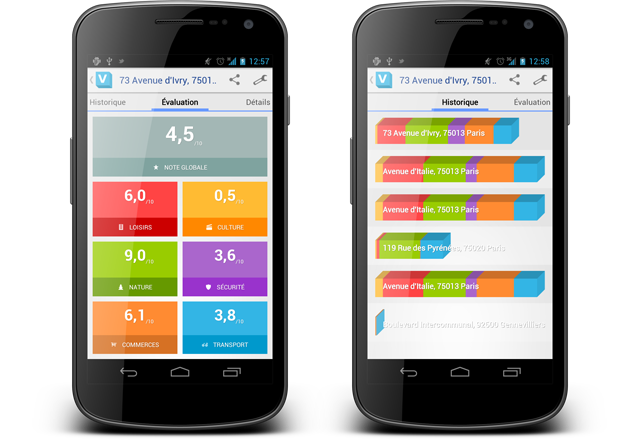 12:57
V
73 Avenue d'Ivry, 7501..
Historique
Évaluation
Détails
4,5/10
NOTE GLOBALE
6,0/10
LOISIRS
0,5/10
CULTURE
9,0/10
NATURE
3,6/10
SÉCURITÉ
6,1/10
COMMERCES
3,8/10
TRANSPORT
12:58
V
73 Avenue d'Ivry, 7501..
Historique
Évaluation
73 Avenue d'Ivry, 75013 Paris
Avenue d'Italie, 75013 Paris
Avenue d'Italie, 75013 Paris
119 Rue des Pyrénées, 75020 Paris
Avenue d'Italie, 75013 Paris
Boulevard Intercommunal, 92600 Gennevilliers